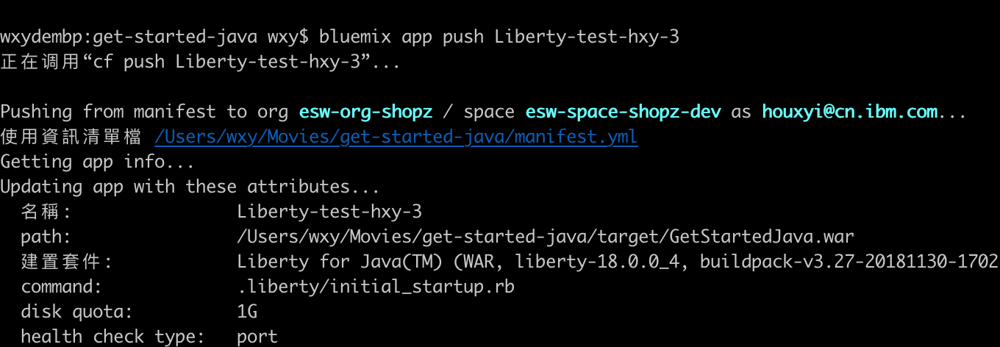 wxydembp:get-started-java wxy$ bluemix app push Liberty-test-hxy-3
正在调用“cf push Liberty-test-hxy-3”...
Pushing from manifest to org esw-org-shopz / space esw-space-shopz-dev as houxyi@cn.ibm.com...
使用資訊清單檔 /Users/wxy/Movies/get-started-java/manifest.yml
Getting app info...
Updating app with these attributes...
名稱: Liberty-test-hxy-3
path: /Users/wxy/Movies/get-started-java/target/GetStartedJava.war
建置套件: Liberty for Java(TM) (WAR, liberty-18.0.0_4, buildpack-v3.27-20181130-1702
command: .liberty/initial_startup.rb
disk quota: 1G
health check type: port